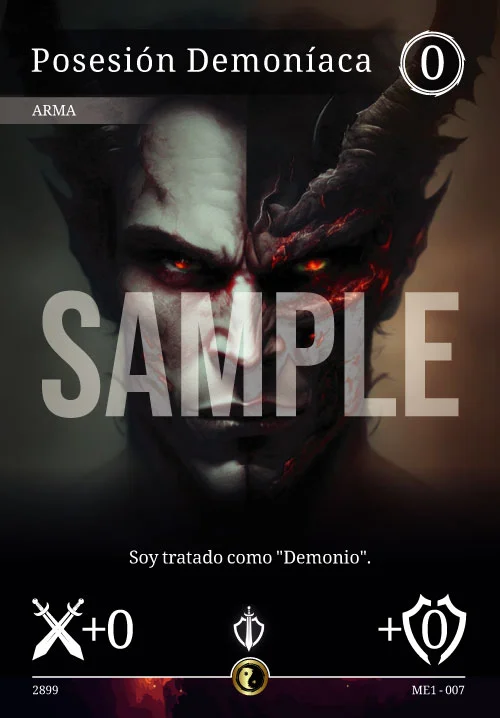 Posesión Demoníaca 0
ARMA
SAMPLE
Soy tratado como "Demonio".
+0 +0
2899 ME1 - 007